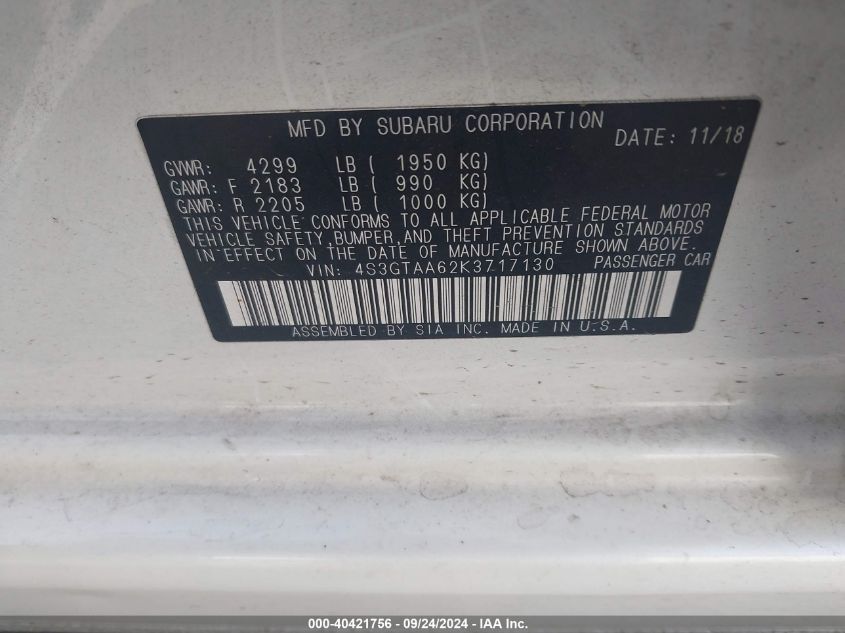 MFD BY SUBARU CORPORATION DATE: 11/18
GVWR: 4299 LB ( 1950 KG)
GAWR: F 2183 LB ( 990 KG)
GAWR: R 2205 LB ( 1000 KG)
THIS VEHICLE CONFORMS TO ALL APPLICABLE FEDERAL MOTOR
VEHICLE SAFETY, BUMPER, AND THEFT PREVENTION STANDARDS
IN EFFECT ON THE DATE OF MANUFACTURE SHOWN ABOVE.
VIN: 4S3GTAA62K3717130 PASSENGER CAR
ASSEMBLED BY SIA INC. MADE IN U.S.A.
000-40421756 - 09/24/2024 - IAA Inc.